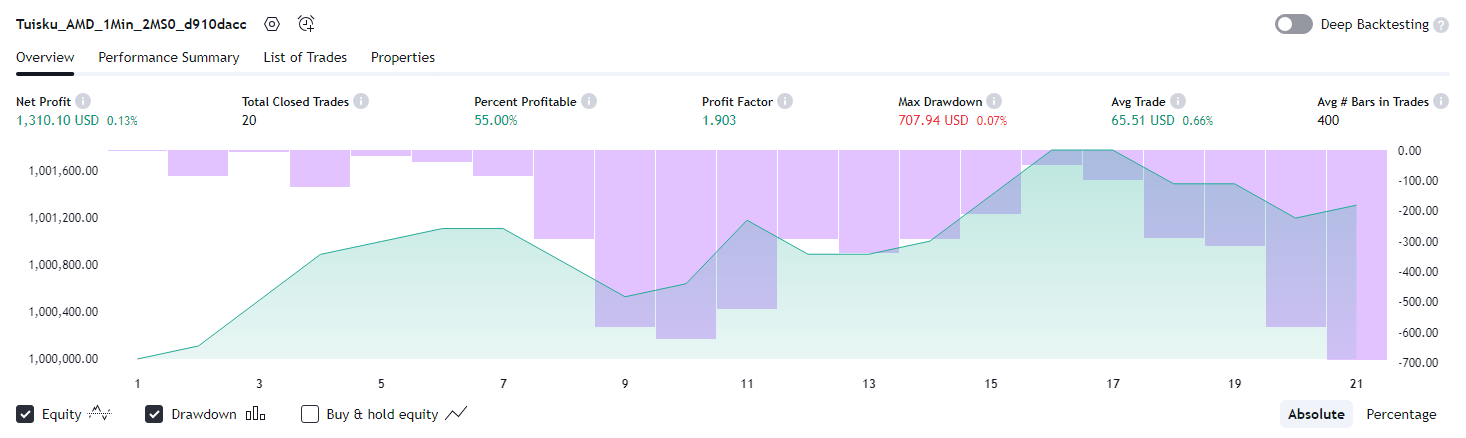 Tuisku_AMD_1Min_2MS0_d910dacc
Deep Backtesting ?
Overview Performance Summary List of Trades Properties
Net Profit i Total Closed Trades i Percent Profitable i Profit Factor i Max Drawdown i Avg Trade i Avg # Bars in Trades i
1,310.10 USD 0.13% 20 55.00% 1.903 707.94 USD 0.07% 65.51 USD 0.66% 400
1,001,600.00
1,001,200.00
1,000,800.00
1,000,400.00
1,000,000.00
0.00
-100.00
-200.00
-300.00
-400.00
-500.00
-600.00
-700.00
1 3 5 7 9 11 13 15 17 19 21
Equity Drawdown Buy & hold equity Absolute Percentage